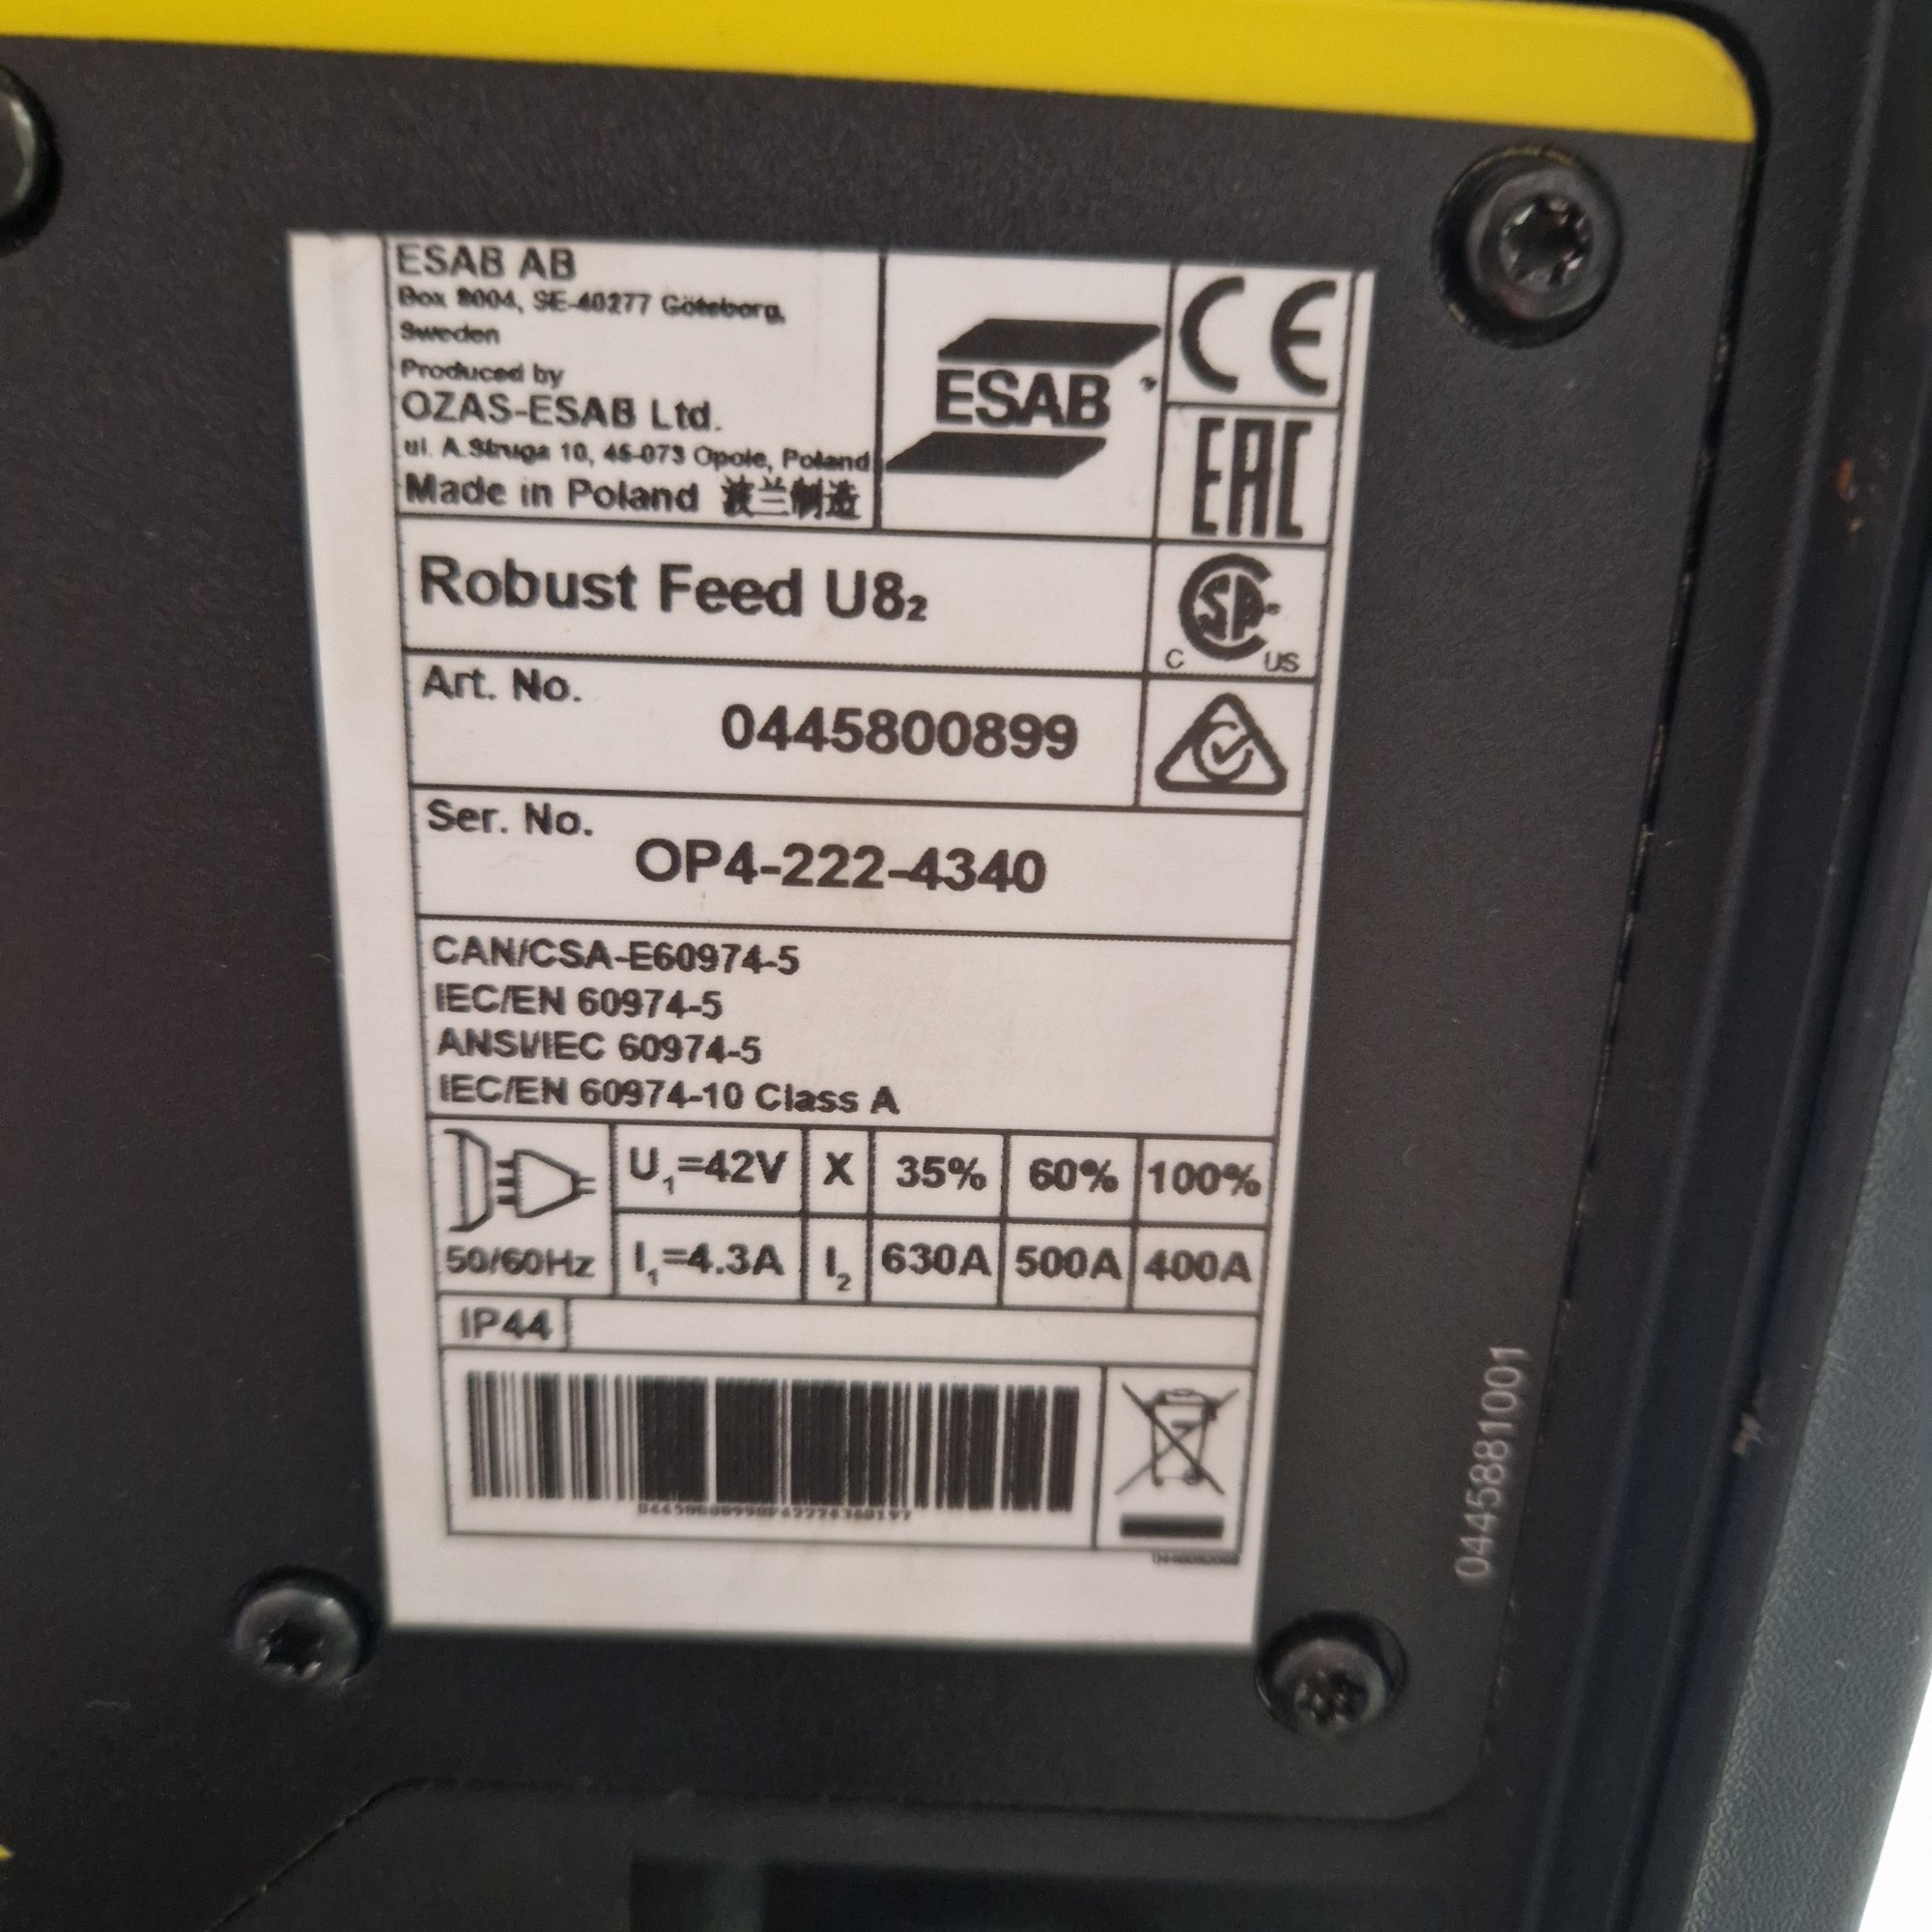 ESAB AB
Box 8004, SE-40277 Göteborg,
Sweden
Produced by
OZAS-ESAB Ltd.
ul. A.Struga 10, 45-073 Opole, Poland
Made in Poland 波兰制造
ESAB
CE
EAC
Robust Feed U8₂
C US
Art. No.
0445800899
Ser. No.
OP4-222-4340
CAN/CSA-E60974-5
IEC/EN 60974-5
ANSI/IEC 60974-5
IEC/EN 60974-10 Class A
U₁=42V X 35% 60% 100%
50/60Hz I₁=4.3A I₂ 630A 500A 400A
IP44
0445881001